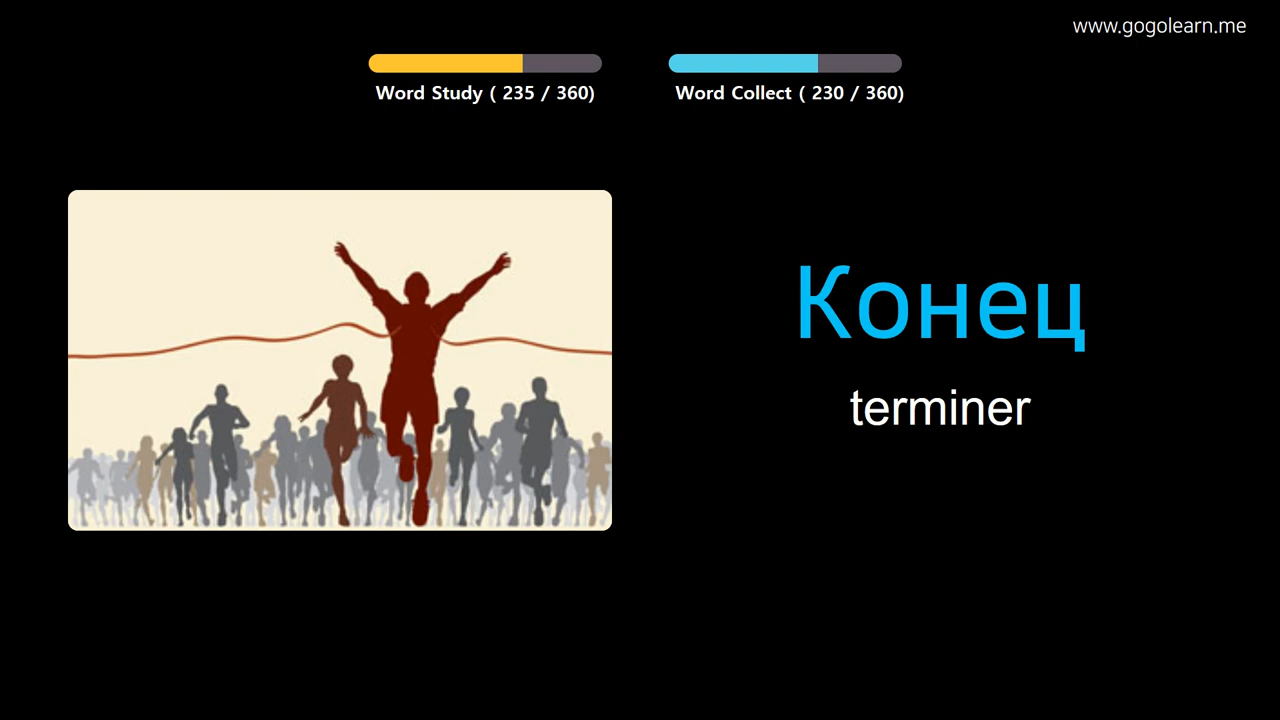 www.gogolearn.me
Word Study ( 235 / 360)
Word Collect ( 230 / 360)
Конец
terminer